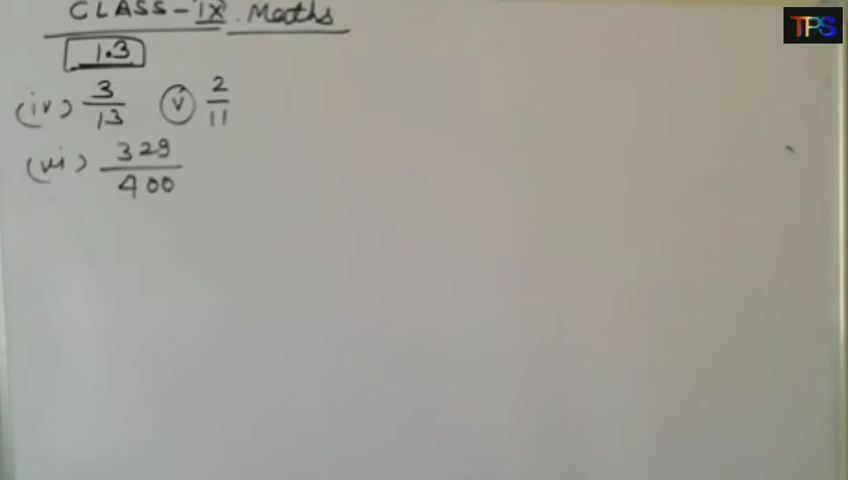 CLASS-IX. Maths
TPS
1.3
(iv) 3/13 (v) 2/11
(vi) 329/400